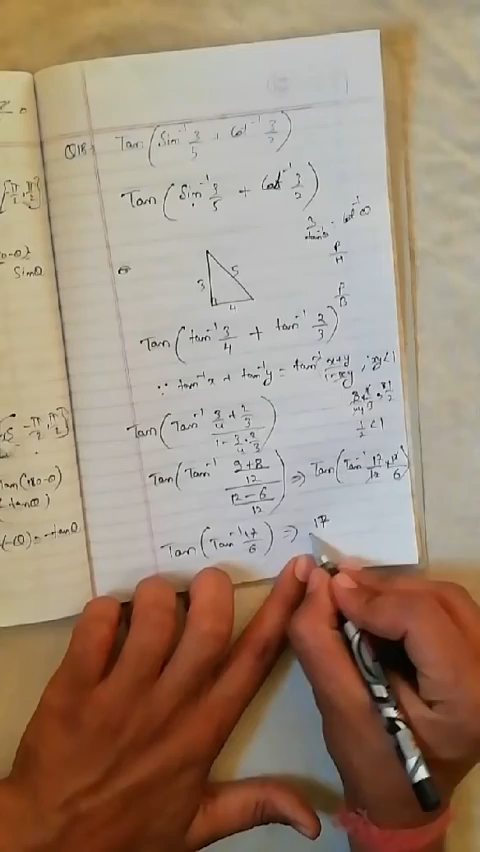 Q18:- Tan(Sin⁻¹ 3/5 + Cot⁻¹ 3/2)
Tan(Sin⁻¹ 3/5 + Cot⁻¹ 3/2)
P/H
3 5
4
P/B
Tan(tan⁻¹ 3/4 + tan⁻¹ 2/3)
∵ tan⁻¹x + tan⁻¹y = tan⁻¹ x+y/1-xy ; xy<1
Tan(Tan⁻¹ (3/4 + 2/3)/(1 - 3/4 × 2/3))
1/2 < 1
Tan(Tan⁻¹ ((9+8)/12)/((12-6)/12)) ⇒ Tan(Tan⁻¹ 17/12 × 12/6)
Tan(Tan⁻¹ 17/6) ⇒ 17
Sinθ
Tan(180-θ)
(-θ) = -tanθ